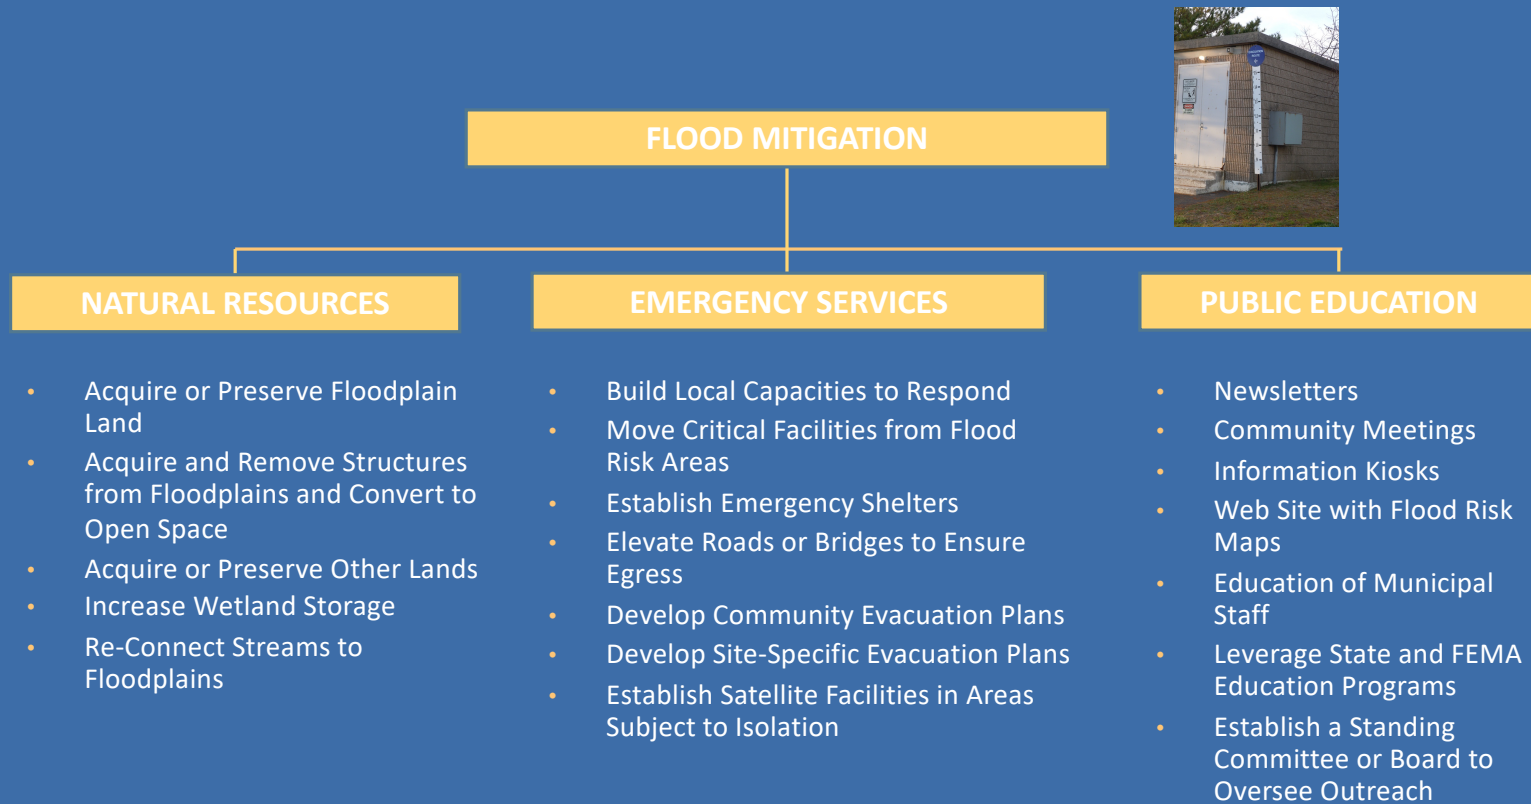 FLOOD MITIGATION
NATURAL RESOURCES
• Acquire or Preserve Floodplain
Land
• Acquire and Remove Structures
from Floodplains and Convert to
Open Space
• Acquire or Preserve Other Lands
• Increase Wetland Storage
• Re-Connect Streams to
Floodplains
EMERGENCY SERVICES
• Build Local Capacities to Respond
• Move Critical Facilities from Flood
Risk Areas
• Establish Emergency Shelters
• Elevate Roads or Bridges to Ensure
Egress
• Develop Community Evacuation Plans
• Develop Site-Specific Evacuation Plans
• Establish Satellite Facilities in Areas
Subject to Isolation
PUBLIC EDUCATION
• Newsletters
• Community Meetings
• Information Kiosks
• Web Site with Flood Risk
Maps
• Education of Municipal
Staff
• Leverage State and FEMA
Education Programs
• Establish a Standing
Committee or Board to
Oversee Outreach